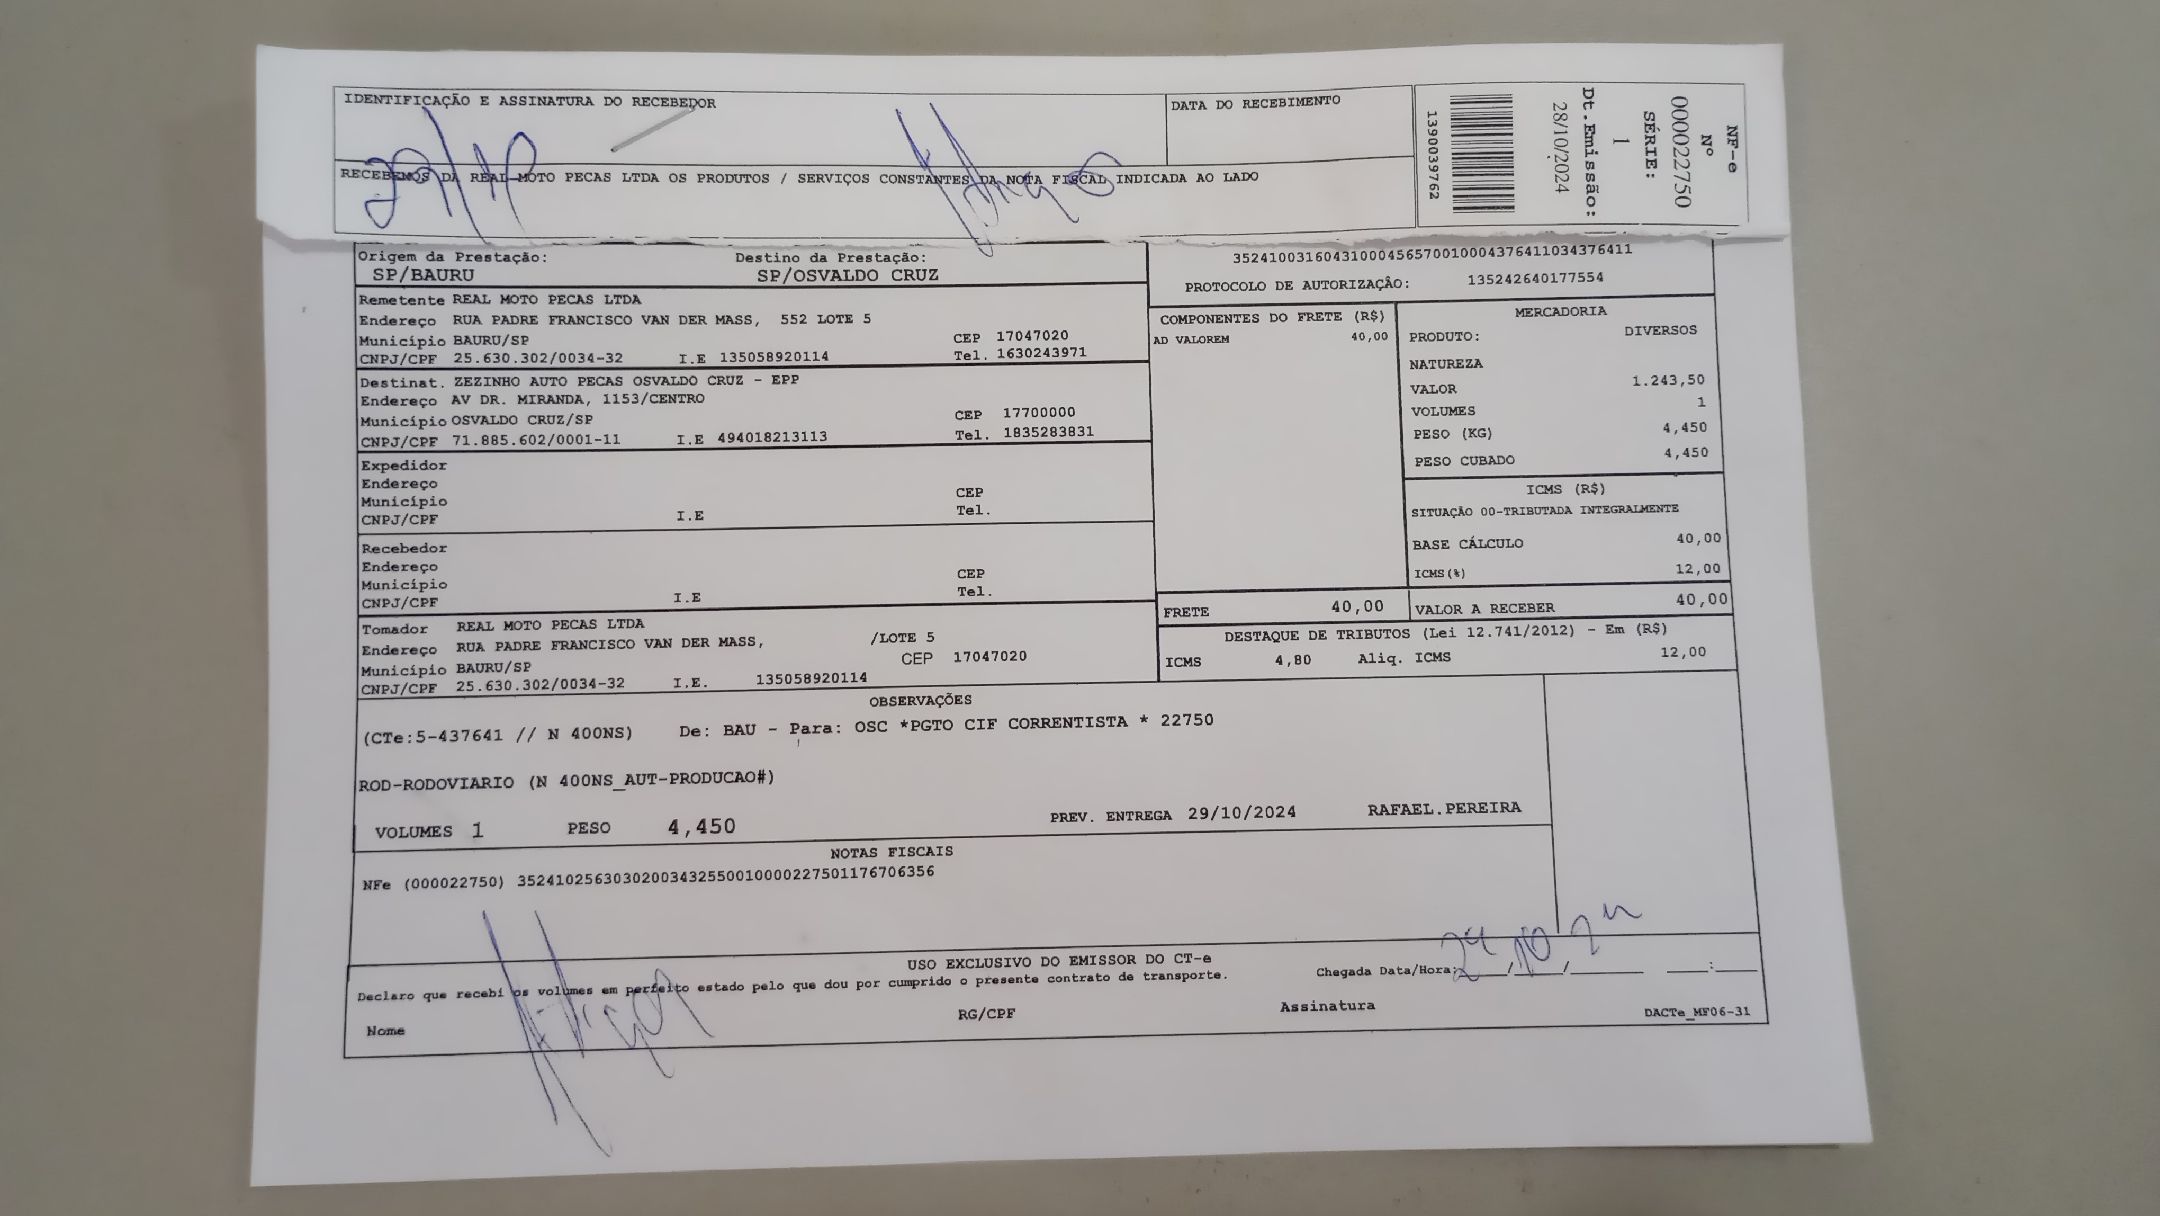 IDENTIFICAÇÃO E ASSINATURA DO RECEBEDOR
DATA DO RECEBIMENTO
RECEBEMOS DA REAL MOTO PECAS LTDA OS PRODUTOS / SERVIÇOS CONSTANTES DA NOTA FISCAL INDICADA AO LADO
1390039762
NF-e
Nº
000022750
SÉRIE:
1
Dt.Emissão:
28/10/2024
Origem da Prestação:
SP/BAURU
Destino da Prestação:
SP/OSVALDO CRUZ
35241003160431000456570010004376411034376411
PROTOCOLO DE AUTORIZAÇÃO: 135242640177554
Remetente REAL MOTO PECAS LTDA
Endereço RUA PADRE FRANCISCO VAN DER MASS, 552 LOTE 5
Município BAURU/SP CEP 17047020
CNPJ/CPF 25.630.302/0034-32 I.E 135058920114 Tel. 1630243971
Destinat. ZEZINHO AUTO PECAS OSVALDO CRUZ - EPP
Endereço AV DR. MIRANDA, 1153/CENTRO
Município OSVALDO CRUZ/SP CEP 17700000
CNPJ/CPF 71.885.602/0001-11 I.E 494018213113 Tel. 1835283831
Expedidor
Endereço
Município CEP
CNPJ/CPF I.E Tel.
Recebedor
Endereço
Município CEP
CNPJ/CPF I.E Tel.
Tomador REAL MOTO PECAS LTDA
Endereço RUA PADRE FRANCISCO VAN DER MASS, /LOTE 5
Município BAURU/SP CEP 17047020
CNPJ/CPF 25.630.302/0034-32 I.E. 135058920114
COMPONENTES DO FRETE (R$)
AD VALOREM 40,00
MERCADORIA
PRODUTO: DIVERSOS
NATUREZA
VALOR 1.243,50
VOLUMES 1
PESO (KG) 4,450
PESO CUBADO 4,450
ICMS (R$)
SITUAÇÃO 00-TRIBUTADA INTEGRALMENTE
BASE CÁLCULO 40,00
ICMS(%) 12,00
FRETE 40,00 VALOR A RECEBER 40,00
DESTAQUE DE TRIBUTOS (Lei 12.741/2012) - Em (R$)
ICMS 4,80 Aliq. ICMS 12,00
OBSERVAÇÕES
(CTe:5-437641 // N 400NS) De: BAU - Para: OSC *PGTO CIF CORRENTISTA * 22750
ROD-RODOVIARIO (N 400NS_AUT-PRODUCAO#)
VOLUMES 1 PESO 4,450 PREV. ENTREGA 29/10/2024 RAFAEL.PEREIRA
NOTAS FISCAIS
NFe (000022750) 35241025630302003432550010000227501176706356
USO EXCLUSIVO DO EMISSOR DO CT-e
Declaro que recebi os volumes em perfeito estado pelo que dou por cumprido o presente contrato de transporte.
Chegada Data/Hora: / / :
Nome RG/CPF Assinatura
DACTe_MF06-31